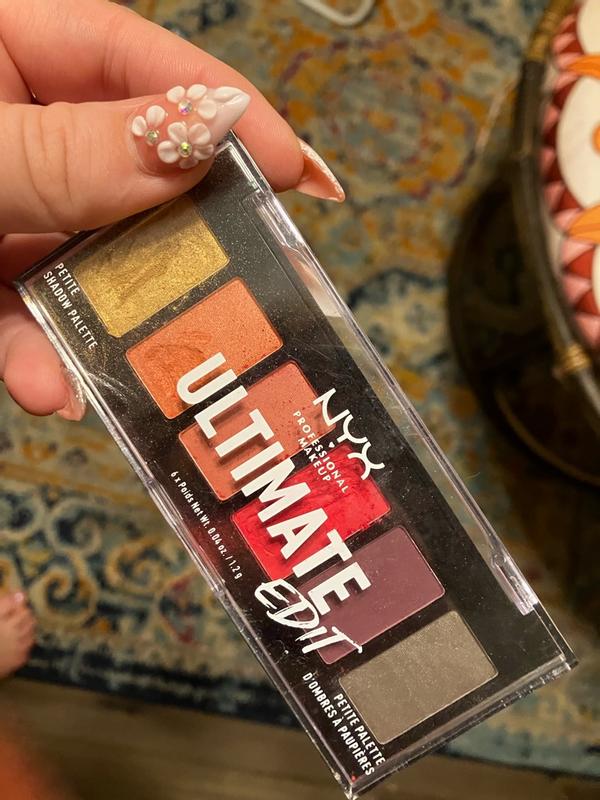 PETITE
SHADOW PALETTE
NYX
PROFESSIONAL
MAKEUP
ULTIMATE
EDIT
6 x Poids Net Wt. 0.04 oz. / 1.2 g
PETITE PALETTE
D'OMBRES À PAUPIÈRES